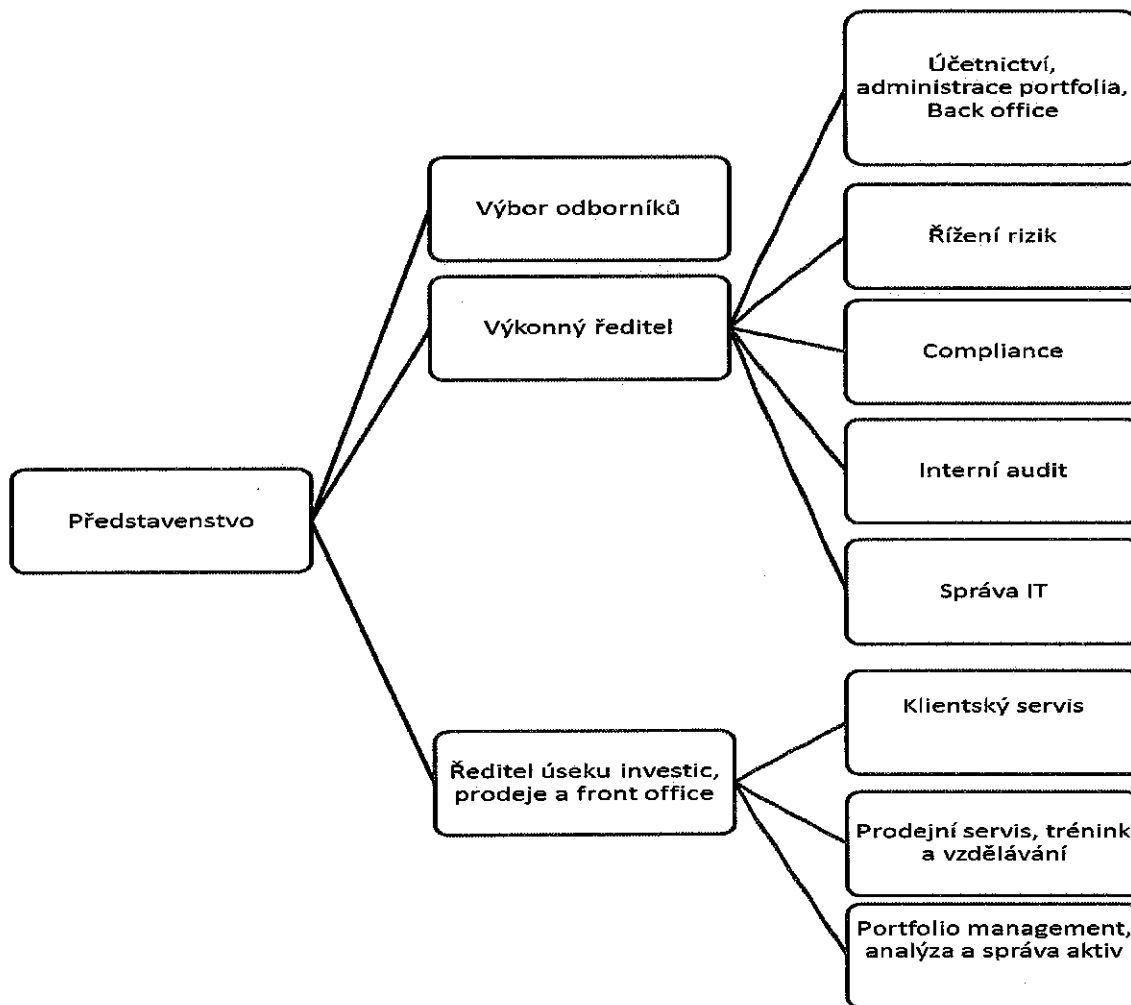 Účetnictví,
administrace portfolia,
Back office
Výbor odborníků
Řížení rizik
Výkonný ředitel
Compliance
Interní audit
Představenstvo
Správa IT
Klientský servis
Ředitel úseku investic,
prodeje a front office
Prodejní servis, trénink
a vzdělávání
Portfolio management,
analýza a správa aktiv